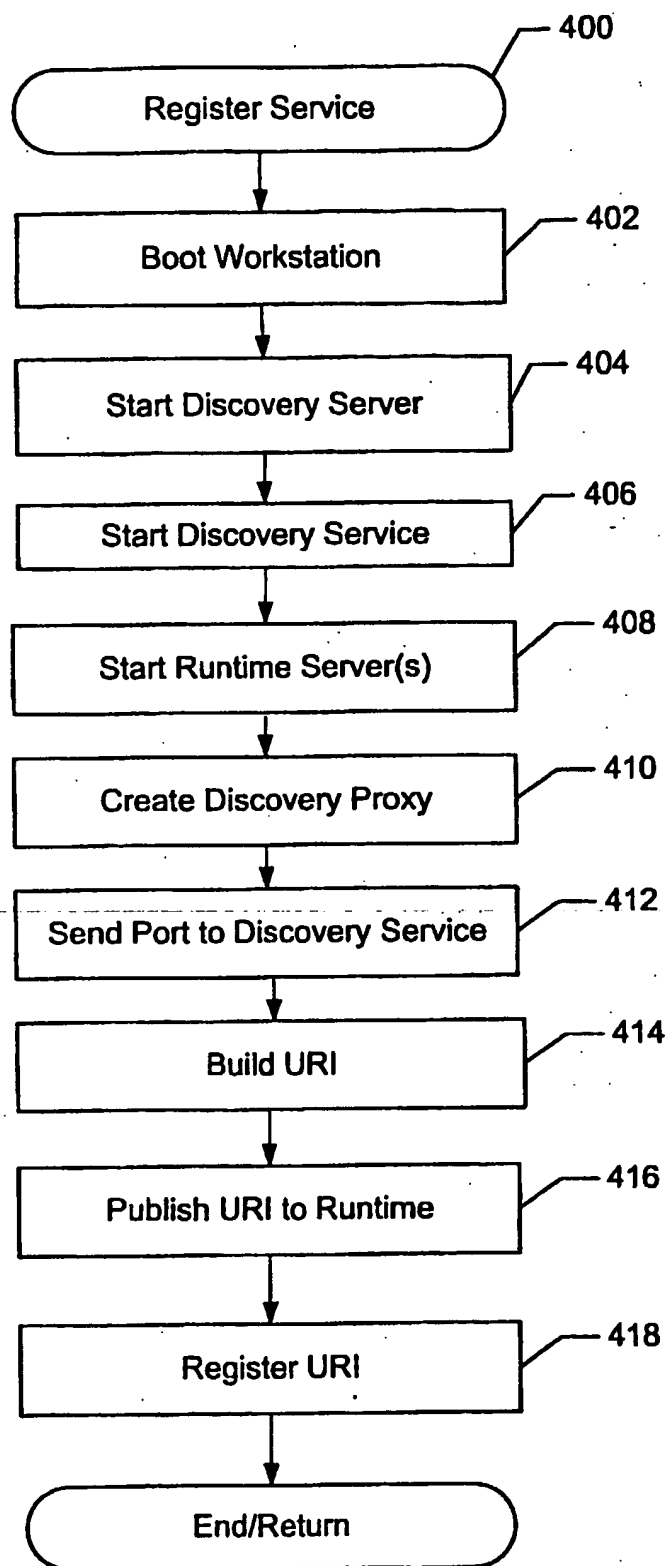 400
Register Service
402
Boot Workstation
404
Start Discovery Server
406
Start Discovery Service
408
Start Runtime Server(s)
410
Create Discovery Proxy
412
Send Port to Discovery Service
414
Build URI
416
Publish URI to Runtime
418
Register URI
End/Return